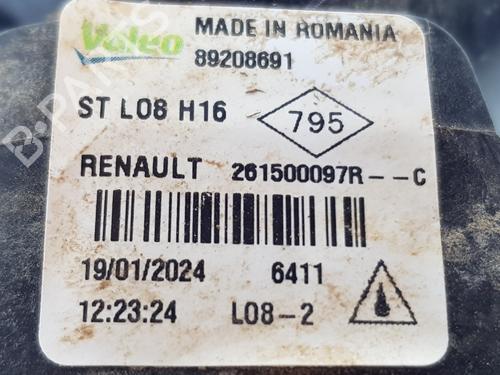 Valeo MADE IN ROMANIA
89208691
ST L08 H16 795
RENAULT 261500097R--C
19/01/2024 6411
12:23:24 L08-2
B-PARTS